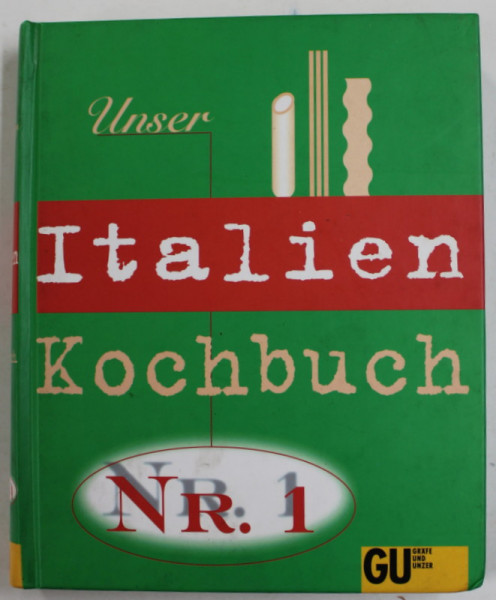 Unser
Italien
Kochbuch
NR. 1
GU
GRÄFE
UND
UNZER